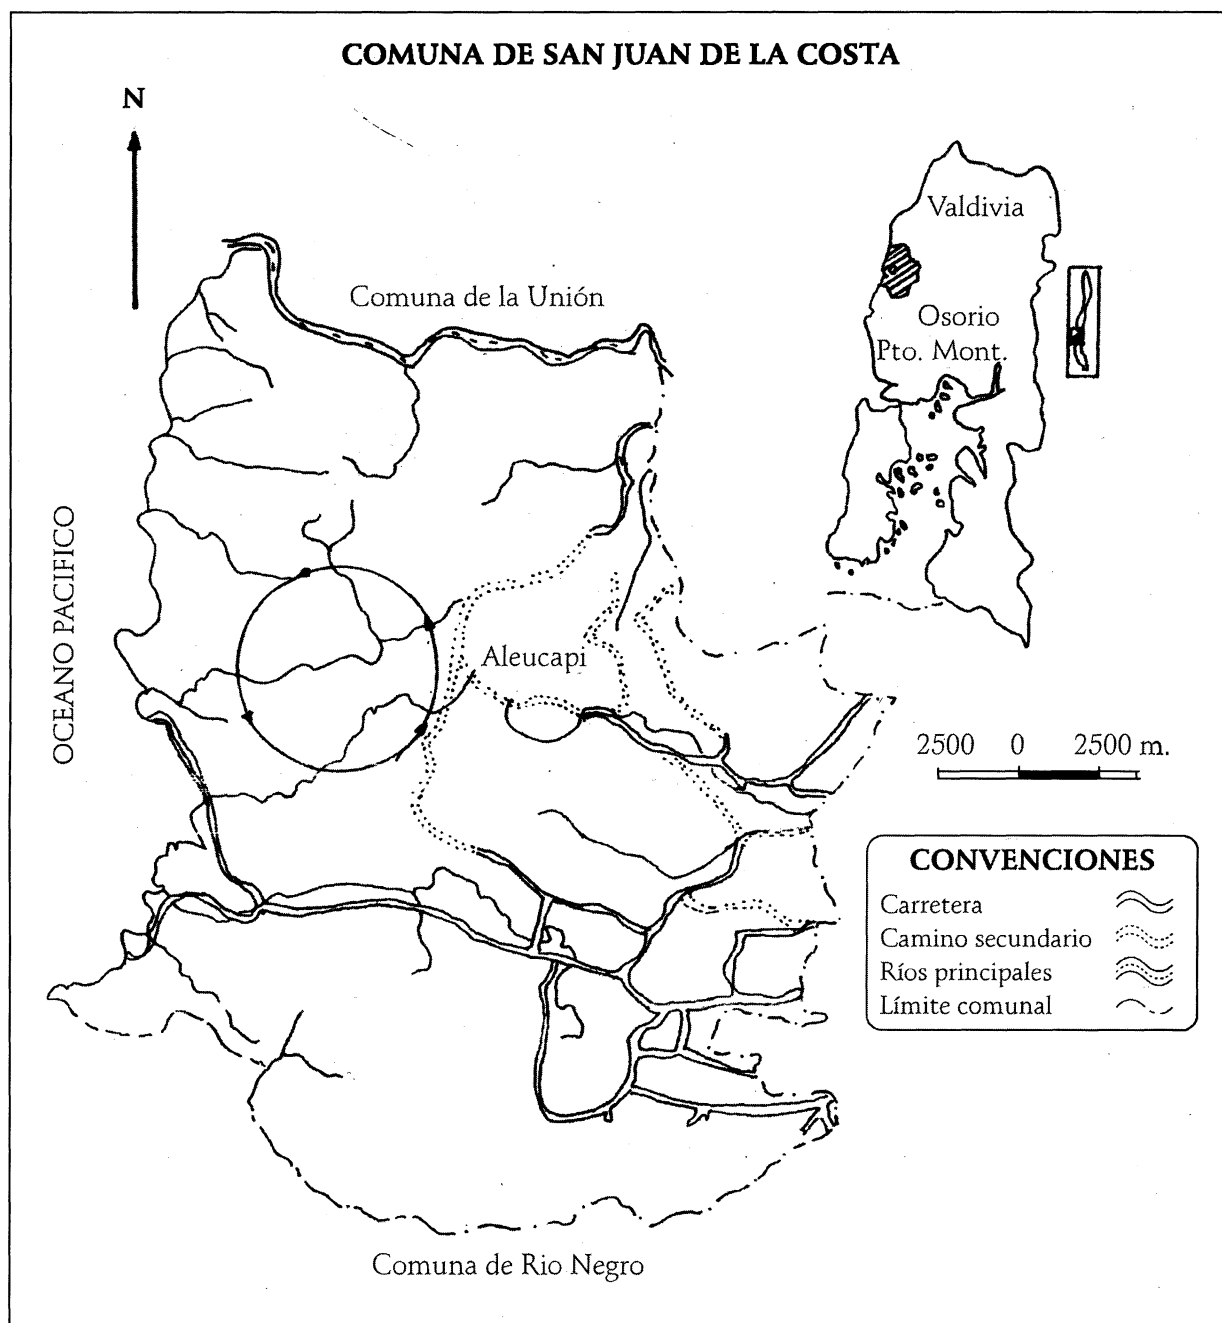 COMUNA DE SAN JUAN DE LA COSTA
N
Valdivia
Comuna de la Unión
Osorio
Pto. Mont.
OCEANO PACIFICO
Aleucapi
2500 0 2500 m.
CONVENCIONES
Carretera
Camino secundario
Ríos principales
Límite comunal
Comuna de Rio Negro